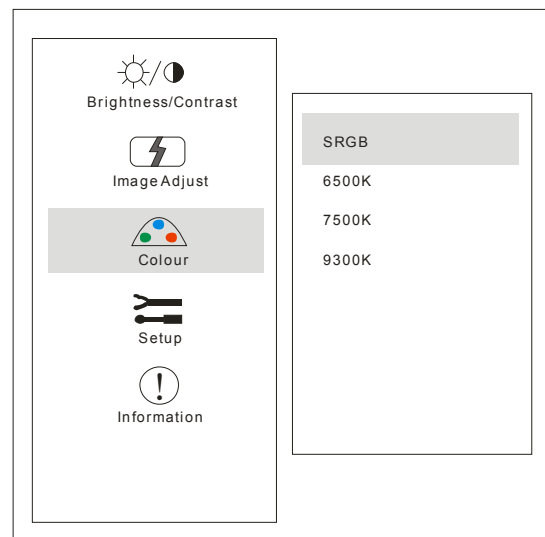 Brightness/Contrast
Image Adjust
Colour
Setup
Information
SRGB
6500K
7500K
9300K